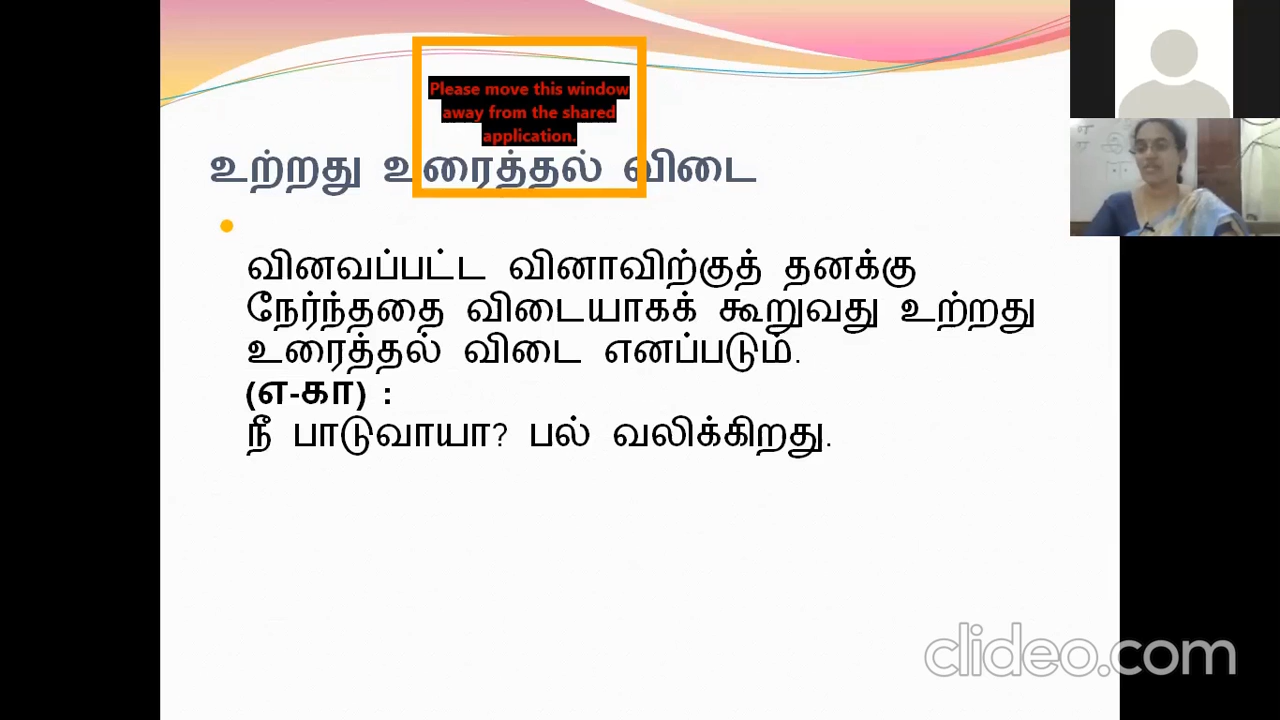 Please move this window
away from the shared
application.
உற்றது உரைத்தல் விடை
வினவப்பட்ட வினாவிற்குத் தனக்கு
நேர்ந்ததை விடையாகக் கூறுவது உற்றது
உரைத்தல் விடை எனப்படும்.
(எ-கா) :
நீ பாடுவாயா? பல் வலிக்கிறது.
clideo.com